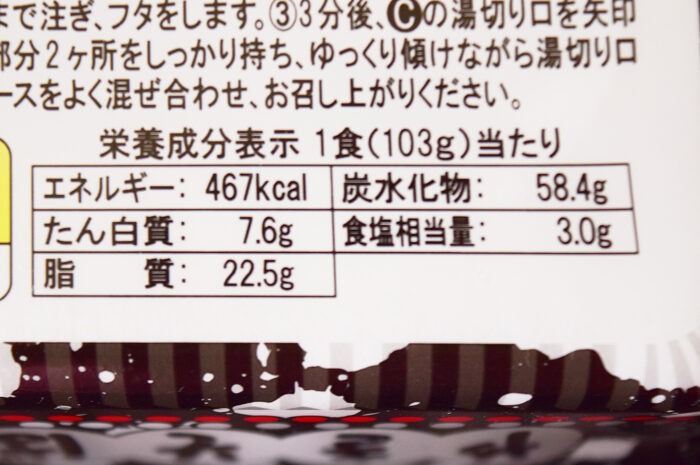 まで注ぎ、フタをします。③3分後、Cの湯切り口を矢印
部分2ヶ所をしっかり持ち、ゆっくり傾けながら湯切り口
ースをよく混ぜ合わせ、お召し上がりください。
栄養成分表示 1食(103g)当たり
エネルギー: 467kcal 炭水化物: 58.4g
たん白質: 7.6g 食塩相当量: 3.0g
脂 質: 22.5g